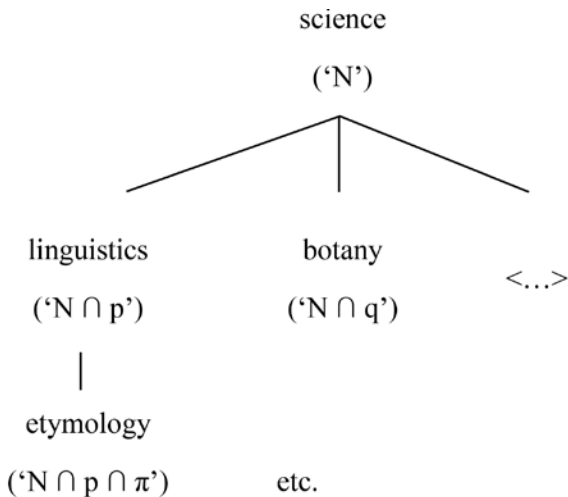 science
(‘N’)
linguistics
botany
<…>
(‘N ∩ p’)
(‘N ∩ q’)
etymology
(‘N ∩ p ∩ π’)
etc.